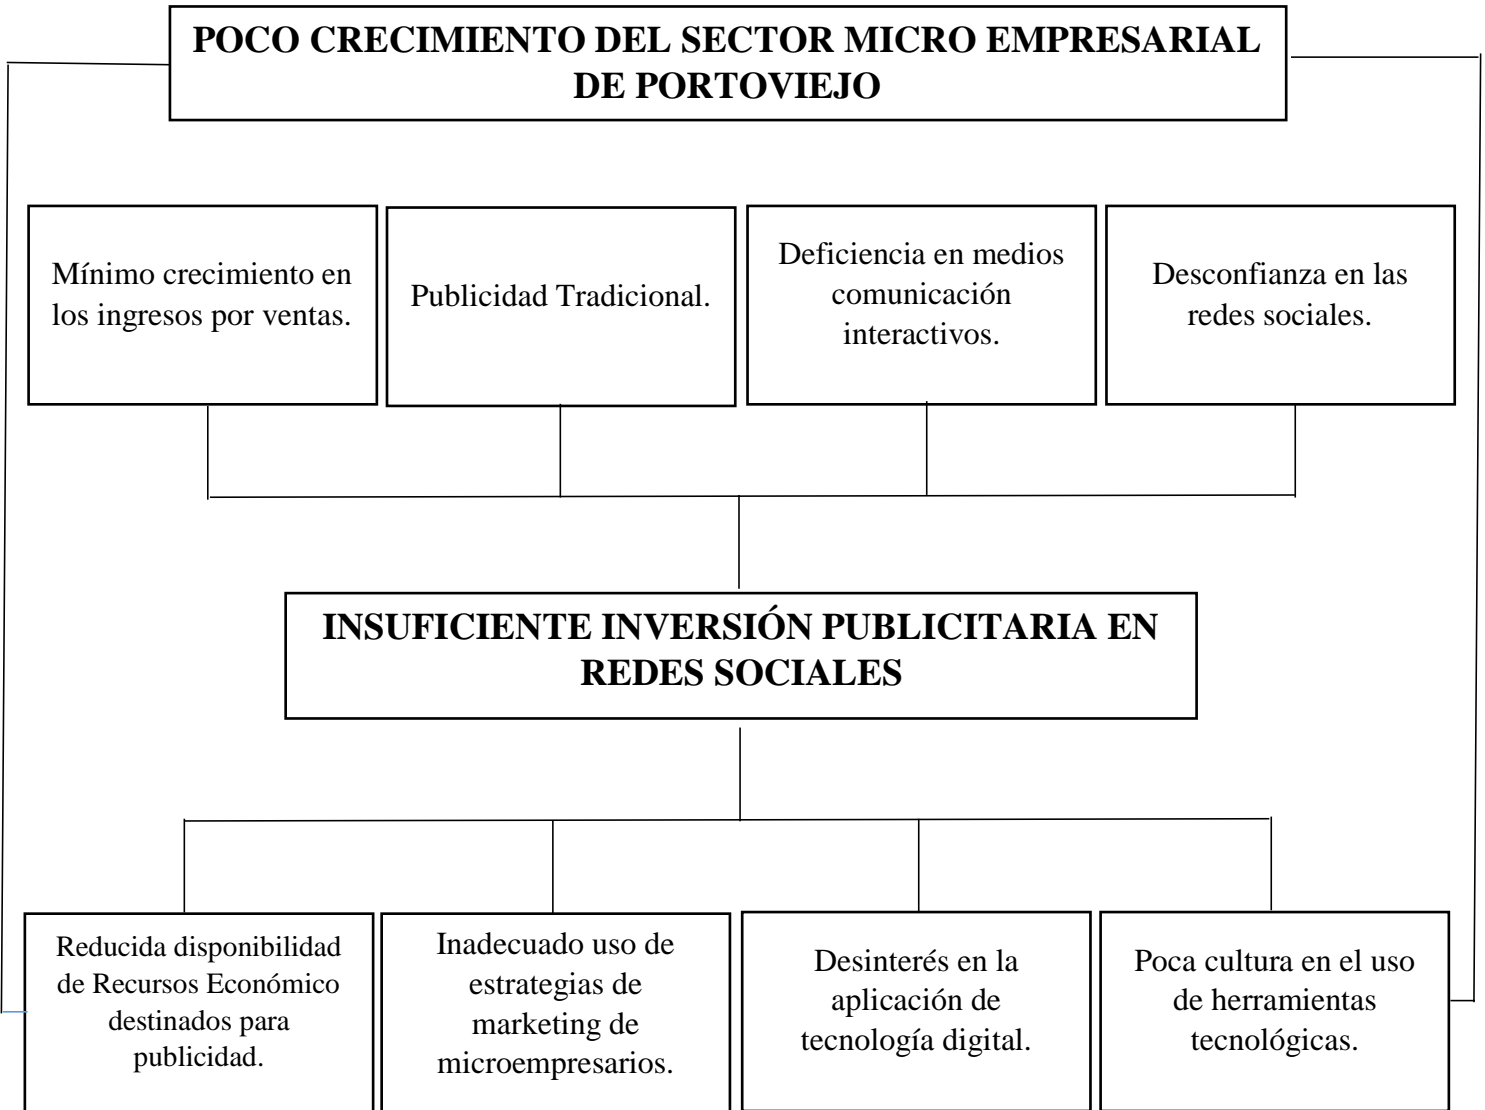 POCO CRECIMIENTO DEL SECTOR MICRO EMPRESARIAL
DE PORTOVIEJO
Mínimo crecimiento en
los ingresos por ventas.
Publicidad Tradicional.
Deficiencia en medios
comunicación
interactivos.
Desconfianza en las
redes sociales.
INSUFICIENTE INVERSIÓN PUBLICITARIA EN
REDES SOCIALES
Reducida disponibilidad
de Recursos Económico
destinados para
publicidad.
Inadecuado uso de
estrategias de
marketing de
microempresarios.
Desinterés en la
aplicación de
tecnología digital.
Poca cultura en el uso
de herramientas
tecnológicas.